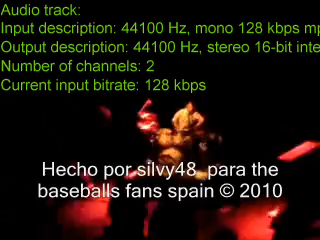 Audio track:
Input description: 44100 Hz, mono 128 kbps mp
Output description: 44100 Hz, stereo 16-bit inte
Number of channels: 2
Current input bitrate: 128 kbps
Hecho por silvy48 para the
baseballs fans spain © 2010